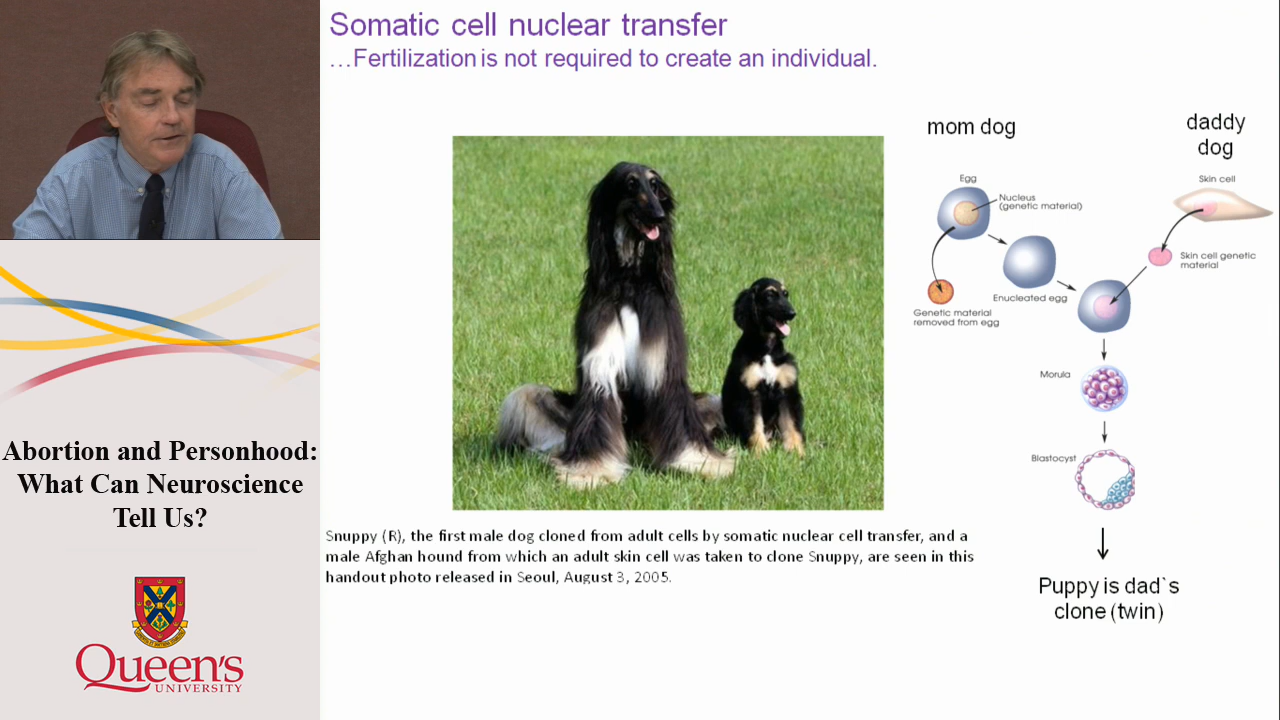 Somatic cell nuclear transfer
…Fertilization is not required to create an individual.
mom dog
daddy
dog
Egg
Nucleus
(genetic material)
Skin cell
Skin cell genetic
material
Enucleated egg
Genetic material
removed from egg
Morula
Blastocyst
Puppy is dad`s
clone (twin)
Snuppy (R), the first male dog cloned from adult cells by somatic nuclear cell transfer, and a
male Afghan hound from which an adult skin cell was taken to clone Snuppy, are seen in this
handout photo released in Seoul, August 3, 2005.
Abortion and Personhood:
What Can Neuroscience
Tell Us?
Queen's
UNIVERSITY